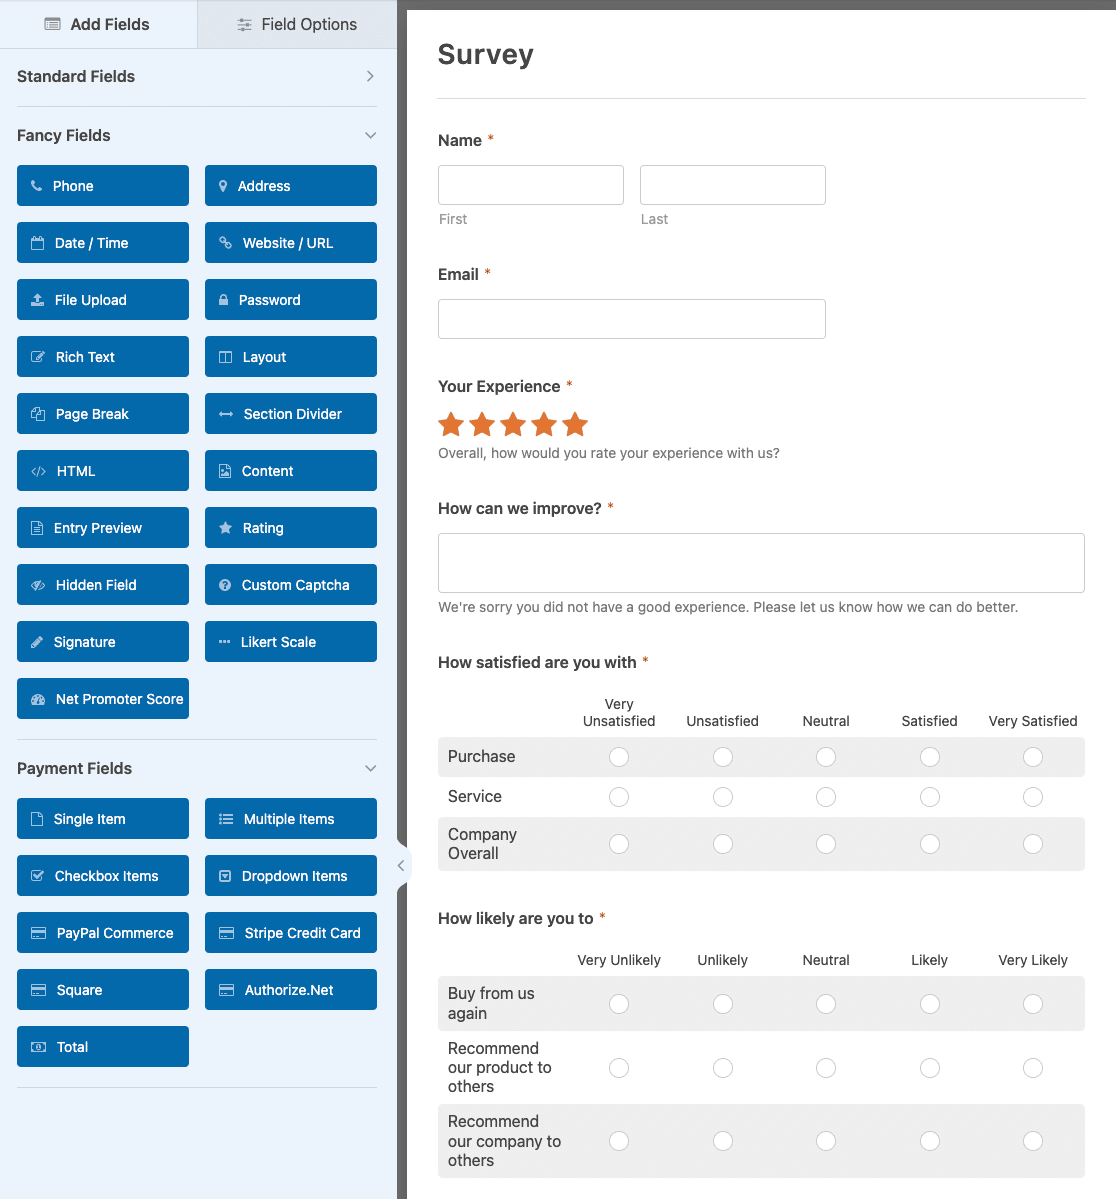 Add Fields
Field Options
Standard Fields
Fancy Fields
Phone
Address
Date / Time
Website / URL
File Upload
Password
Rich Text
Layout
Page Break
Section Divider
HTML
Content
Entry Preview
Rating
Hidden Field
Custom Captcha
Signature
Likert Scale
Net Promoter Score
Payment Fields
Single Item
Multiple Items
Checkbox Items
Dropdown Items
PayPal Commerce
Stripe Credit Card
Square
Authorize.Net
Total
Survey
Name *
First
Last
Email *
Your Experience *
Overall, how would you rate your experience with us?
How can we improve? *
We're sorry you did not have a good experience. Please let us know how we can do better.
How satisfied are you with *
Very
Unsatisfied Unsatisfied Neutral Satisfied Very Satisfied
Purchase
Service
Company
Overall
How likely are you to *
Very Unlikely Unlikely Neutral Likely Very Likely
Buy from us
again
Recommend
our product to
others
Recommend
our company to
others